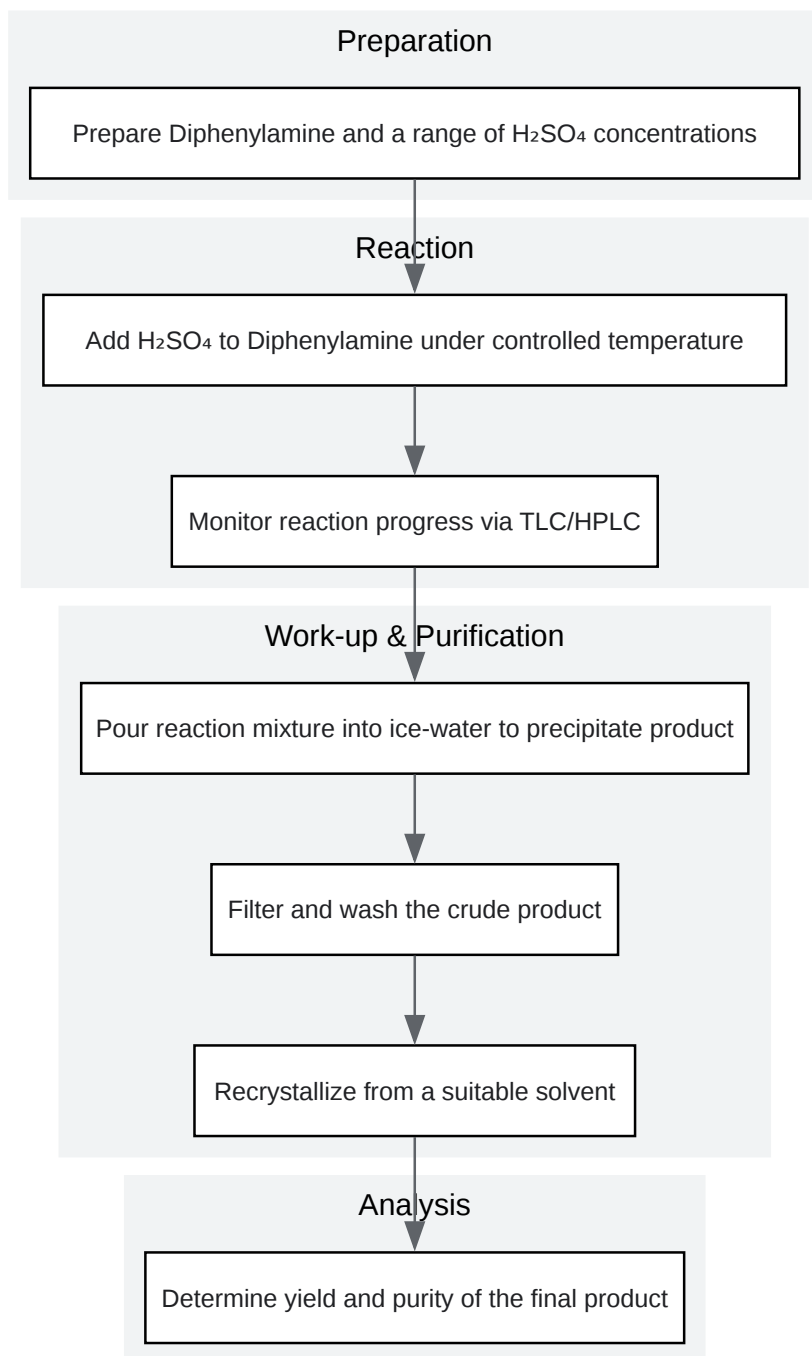 Preparation
Prepare Diphenylamine and a range of H₂SO₄ concentrations
Reaction
Add H₂SO₄ to Diphenylamine under controlled temperature
Monitor reaction progress via TLC/HPLC
Work-up & Purification
Pour reaction mixture into ice-water to precipitate product
Filter and wash the crude product
Recrystallize from a suitable solvent
Analysis
Determine yield and purity of the final product